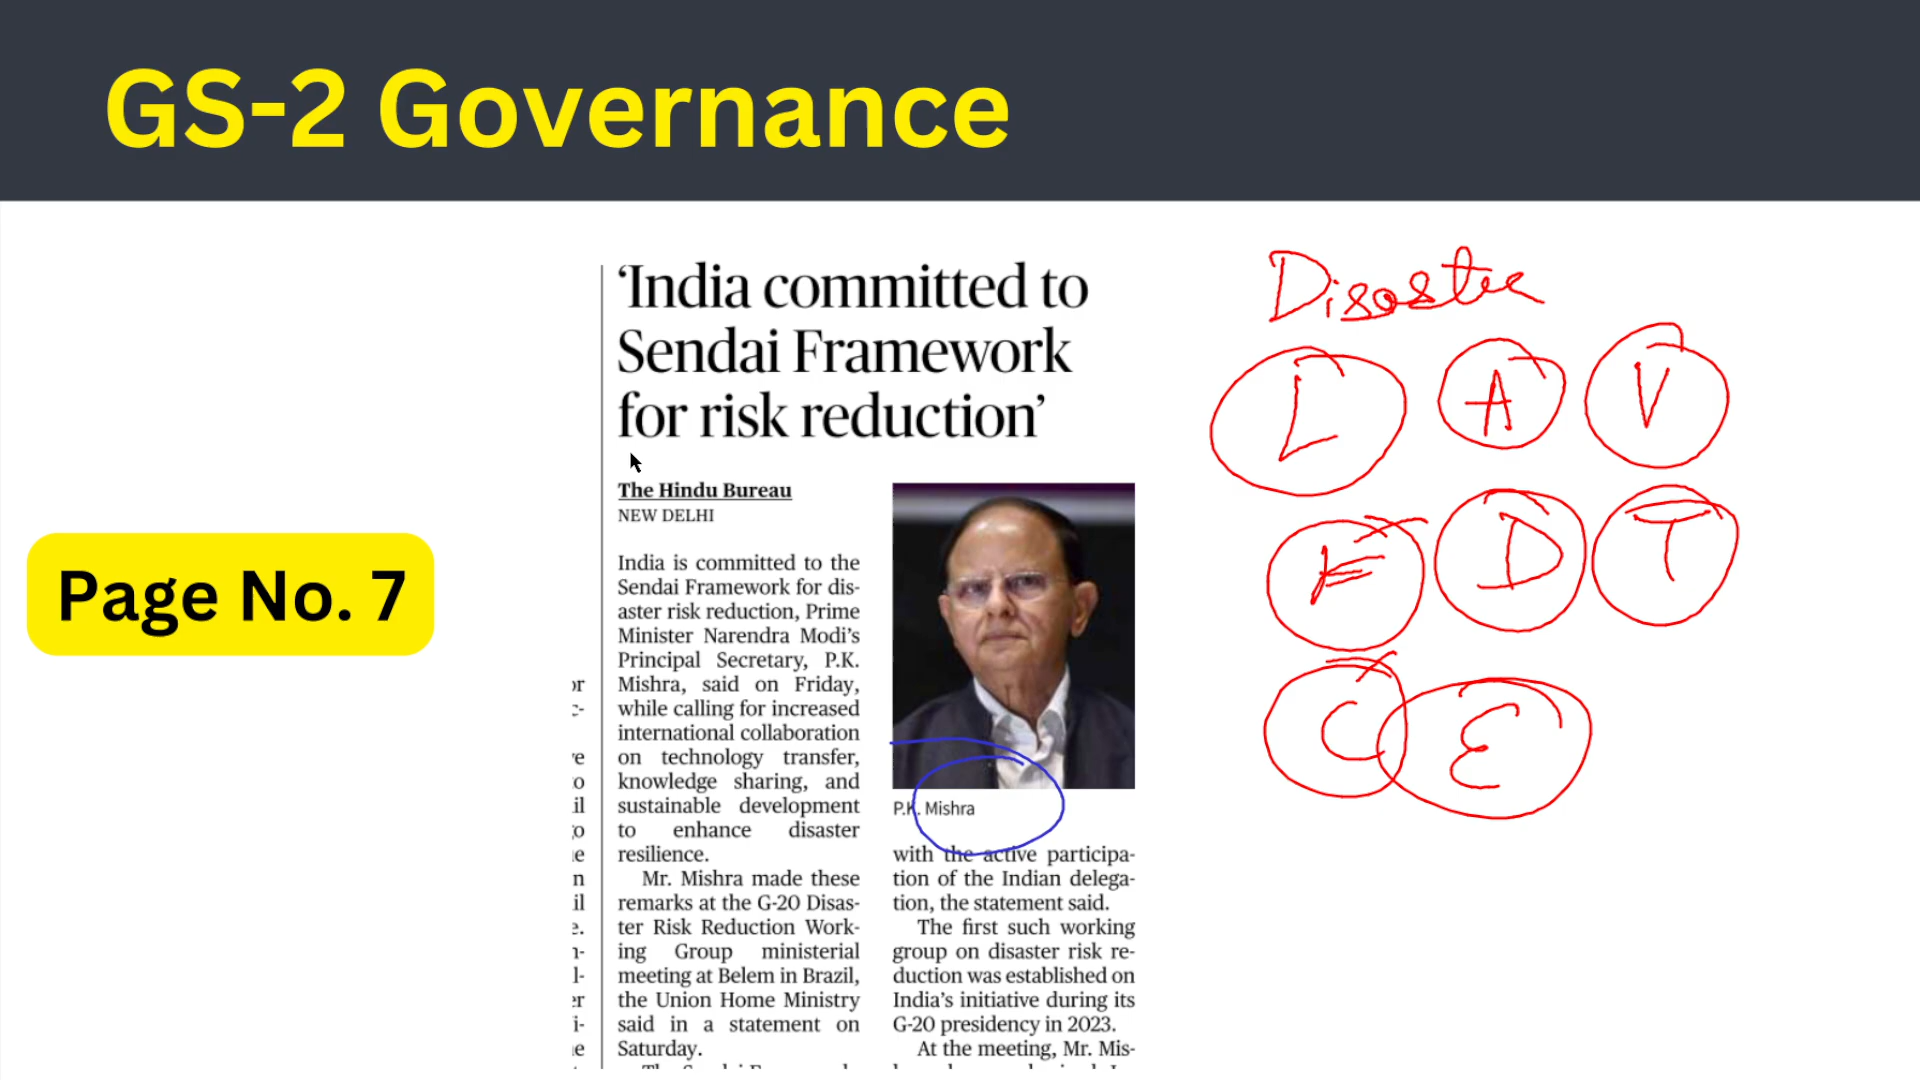 GS-2 Governance
Page No. 7
‘India committed to
Sendai Framework
for risk reduction’
The Hindu Bureau
NEW DELHI
India is committed to the
Sendai Framework for dis-
aster risk reduction, Prime
Minister Narendra Modi’s
Principal Secretary, P.K.
Mishra, said on Friday,
while calling for increased
international collaboration
on technology transfer,
knowledge sharing, and
sustainable development
to enhance disaster
resilience.
Mr. Mishra made these
remarks at the G-20 Disas-
ter Risk Reduction Work-
ing Group ministerial
meeting at Belem in Brazil,
the Union Home Ministry
said in a statement on
Saturday.
P.K. Mishra
with the active participa-
tion of the Indian delega-
tion, the statement said.
The first such working
group on disaster risk re-
duction was established on
India’s initiative during its
G-20 presidency in 2023.
At the meeting, Mr. Mis-
L A V
F D T
C E